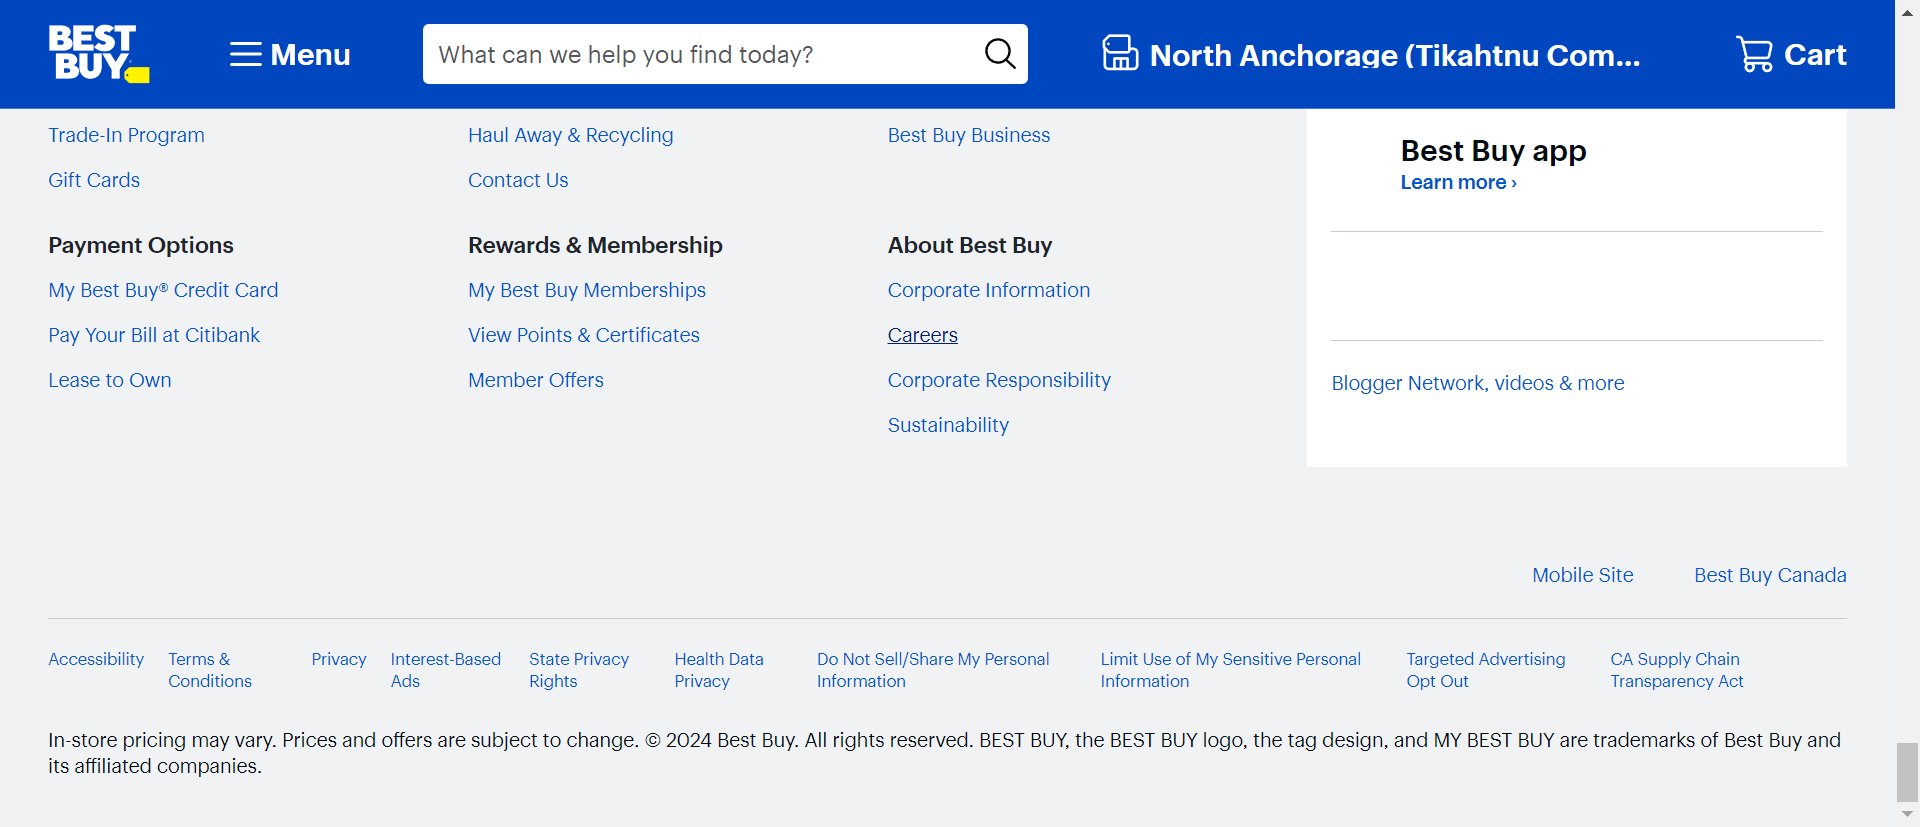 BEST
BUY
Menu
What can we help you find today?
North Anchorage (Tikahtnu Com...
Cart
Trade-In Program
Haul Away & Recycling
Best Buy Business
Gift Cards
Contact Us
Best Buy app
Learn more ›
Payment Options
My Best Buy® Credit Card
Pay Your Bill at Citibank
Lease to Own
Rewards & Membership
My Best Buy Memberships
View Points & Certificates
Member Offers
About Best Buy
Corporate Information
Careers
Corporate Responsibility
Sustainability
Blogger Network, videos & more
Mobile Site
Best Buy Canada
Accessibility
Terms &
Conditions
Privacy
Interest-Based
Ads
State Privacy
Rights
Health Data
Privacy
Do Not Sell/Share My Personal
Information
Limit Use of My Sensitive Personal
Information
Targeted Advertising
Opt Out
CA Supply Chain
Transparency Act
In-store pricing may vary. Prices and offers are subject to change. © 2024 Best Buy. All rights reserved. BEST BUY, the BEST BUY logo, the tag design, and MY BEST BUY are trademarks of Best Buy and
its affiliated companies.